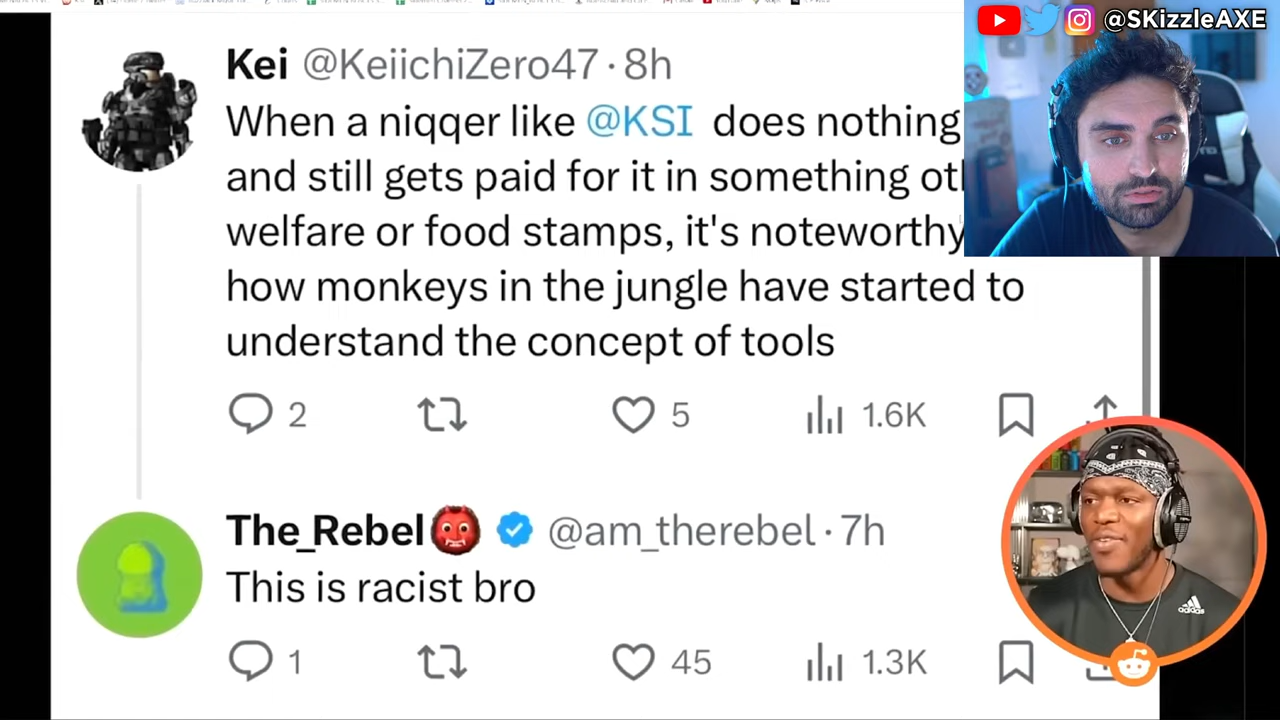 @SKizzleAXE
Kei @KeiichiZero47 · 8h
When a niqqer like @KSI does nothing
and still gets paid for it in something
welfare or food stamps, it's noteworthy
how monkeys in the jungle have started to
understand the concept of tools
2 5 1.6K
The_Rebel @am_therebel · 7h
This is racist bro
1 45 1.3K
adidas